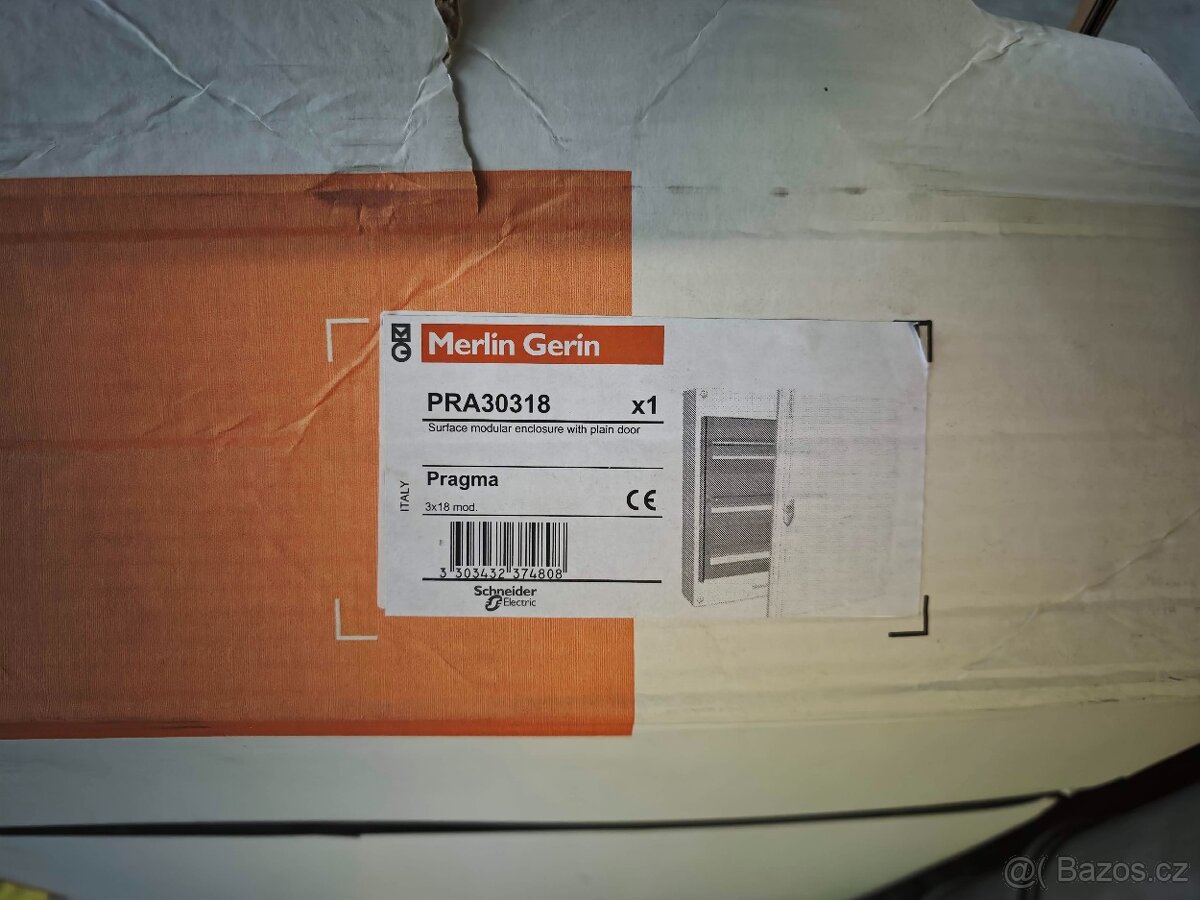 Merlin Gerin
PRA30318 x1
Surface modular enclosure with plain door
Pragma
CE
ITALY
3x18 mod.
3 303432 374808
Schneider
Electric
@( Bazos.cz